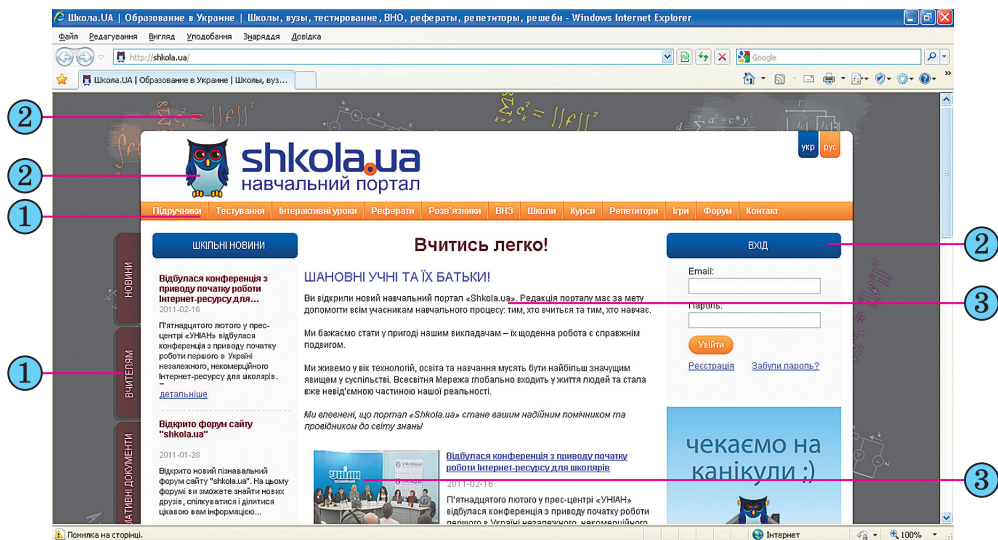 Школа.UA | Образование в Украине | Школы, вузы, тестирование, ВНО, рефераты, репетиторы, решебн - Windows Internet Explorer
Файл Редагування Вигляд Уподобання Знаряддя Довідка
http://shkola.ua/
Google
Школа.UA | Образование в Украине | Школы, вуз...
2
2
1
1
2
3
3
shkola.ua
навчальний портал
укр рус
Підручники Тестування Інтерактивні уроки Реферати Розв'язники ВНЗ Школи Курси Репетитори Ігри Форум Контакт
НОВИНИ
ВЧИТЕЛЯМ
МАТИВНІ ДОКУМЕНТИ
ШКІЛЬНІ НОВИНИ
Відбулася конференція з
приводу початку роботи
Інтернет-ресурсу для...
2011-02-16
П'ятнадцятого лютого у прес-
центрі «УНІАН» відбулася
конференція з приводу початку
роботи першого в Україні
незалежного, некомерційного
Інтернет-ресурсу для школярів.
детальніше
Відкрито форум сайту
"shkola.ua"
2011-01-28
Відкрито новий пізнавальний
форум сайту "shkola.ua". На цьому
форумі ви зможете знайти нових
друзів, спілкуватися і ділитися
цікавою вам інформацією...
Вчитись легко!
ШАНОВНІ УЧНІ ТА ЇХ БАТЬКИ!
Ви відкрили новий навчальний портал «Shkola.ua». Редакція порталу має за мету
допомогти всім учасникам навчального процесу: тим, хто вчиться та тим, хто навчає.
Ми бажаємо стати у пригоді нашим викладачам – їх щоденна робота є справжнім
подвигом.
Ми живемо у вік технологій, освіта та навчання мусять бути найбільш значущим
явищем у суспільстві. Всесвітня Мережа глобально входить у життя людей та стала
вже невід'ємною частиною нашої реальності.
Ми впевнені, що портал «Shkola.ua» стане вашим надійним помічником та
провідником до світу знань!
Відбулася конференція з приводу початку
роботи Інтернет-ресурсу для школярів
2011-02-16
П'ятнадцятого лютого у прес-центрі «УНІАН»
відбулася конференція з приводу початку
роботи першого в Україні незалежного, некомерційного
ВХІД
Email:
Пароль:
Увійти
Реєстрація Забули пароль?
чекаємо на
канікули ;)
Помилка на сторінці.
Інтернет
100%